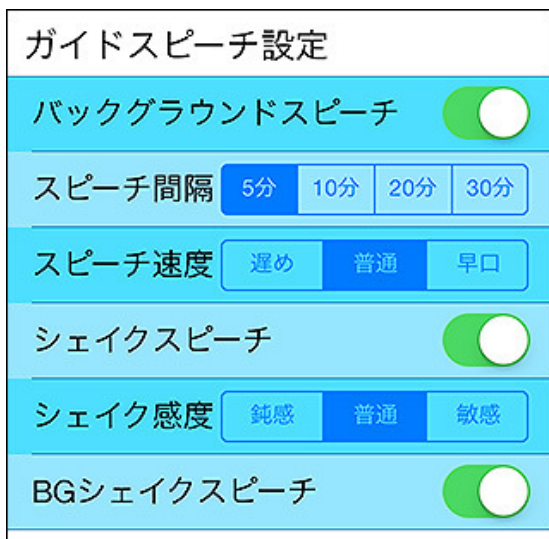 ガイドスピーチ設定
バックグラウンドスピーチ
スピーチ間隔 5分 10分 20分 30分
スピーチ速度 遅め 普通 早口
シェイクスピーチ
シェイク感度 鈍感 普通 敏感
BGシェイクスピーチ